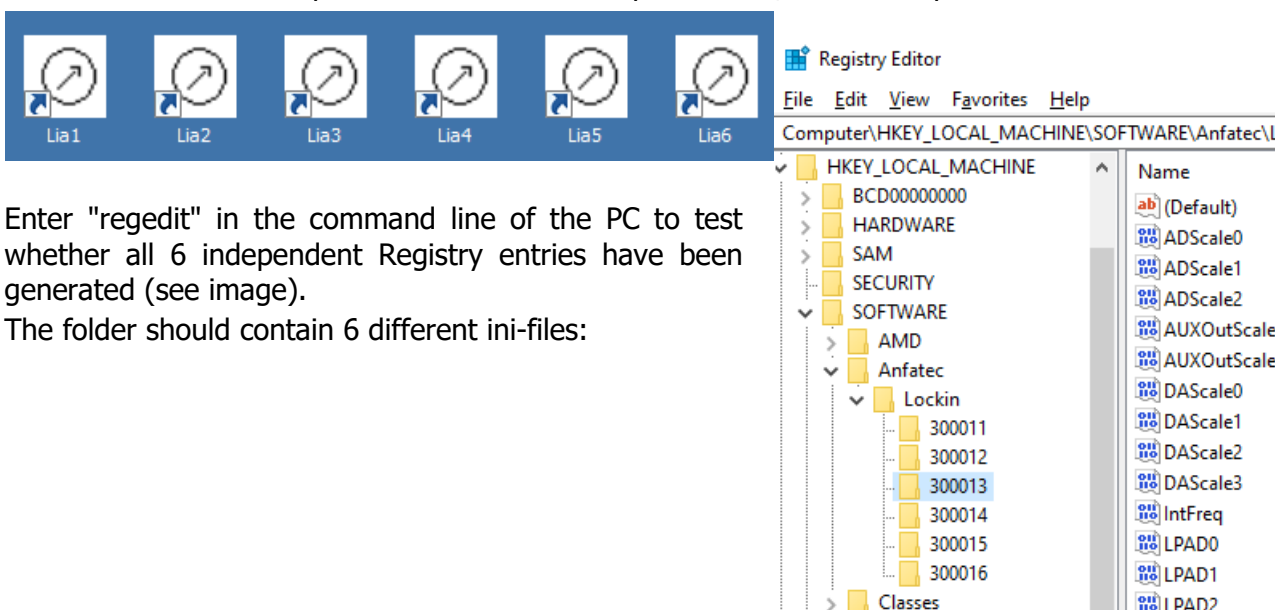 Lia1 Lia2 Lia3 Lia4 Lia5 Lia6
Enter "regedit" in the command line of the PC to test
whether all 6 independent Registry entries have been
generated (see image).
The folder should contain 6 different ini-files:
Registry Editor
File Edit View Favorites Help
Computer\HKEY_LOCAL_MACHINE\SOFTWARE\Anfatec\L
HKEY_LOCAL_MACHINE
BCD00000000
HARDWARE
SAM
SECURITY
SOFTWARE
AMD
Anfatec
Lockin
300011
300012
300013
300014
300015
300016
Classes
Name
(Default)
ADScale0
ADScale1
ADScale2
AUXOutScale
AUXOutScale
DAScale0
DAScale1
DAScale2
DAScale3
IntFreq
LPAD0
LPAD1
LPAD2